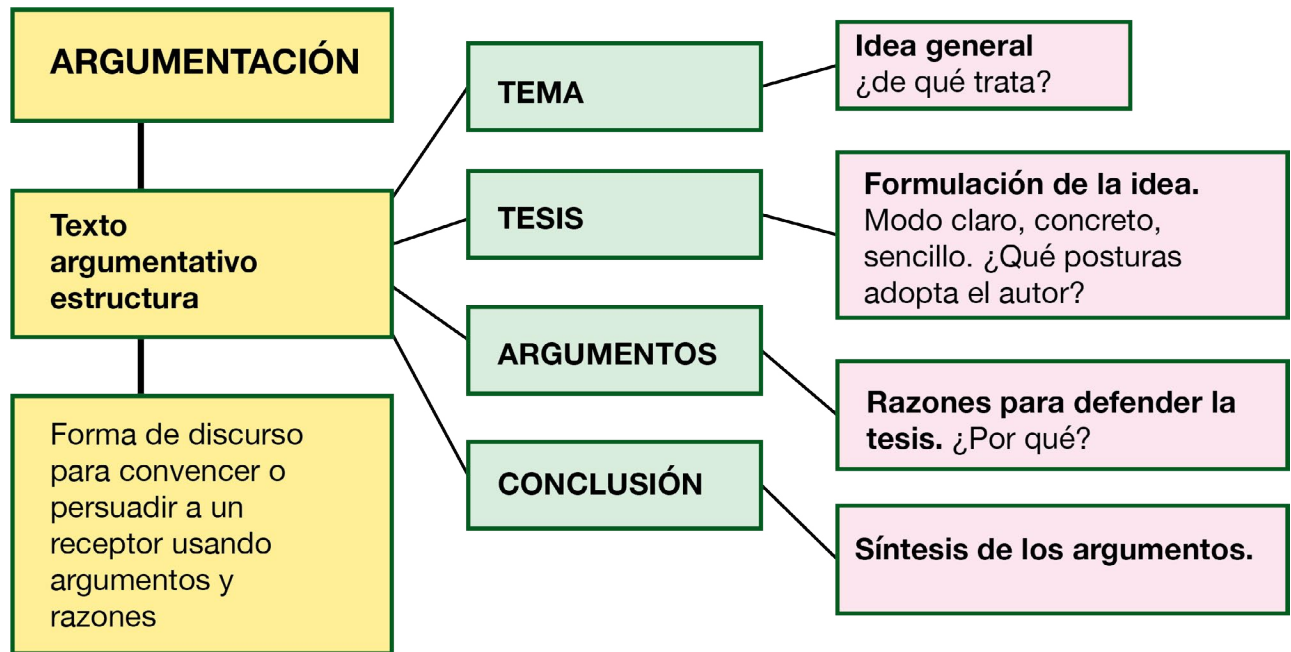 ARGUMENTACIÓN
Texto
argumentativo
estructura
Forma de discurso
para convencer o
persuadir a un
receptor usando
argumentos y
razones
TEMA
Idea general
¿de qué trata?
TESIS
Formulación de la idea.
Modo claro, concreto,
sencillo. ¿Qué posturas
adopta el autor?
ARGUMENTOS
Razones para defender la
tesis. ¿Por qué?
CONCLUSIÓN
Síntesis de los argumentos.